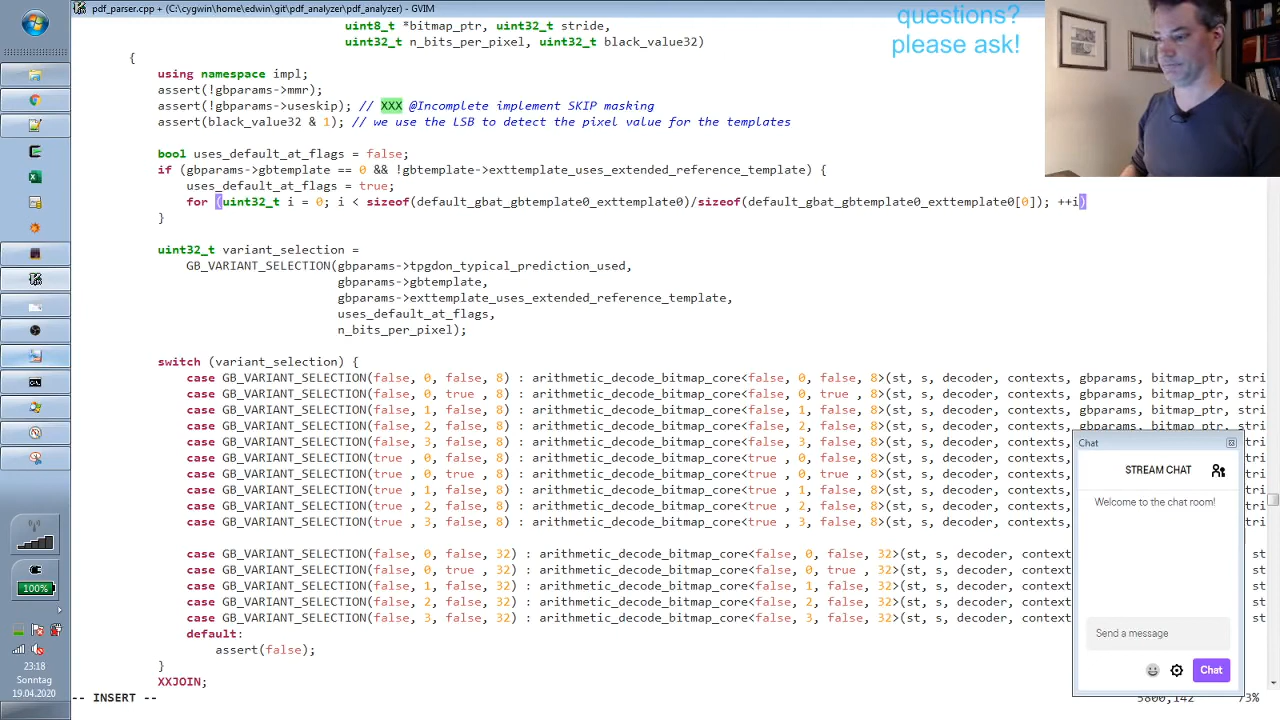 pdf_parser.cpp + (C:\cygwin\home\edwin\git\pdf_analyzer\pdf_analyzer) - GVIM
uint8_t *bitmap_ptr, uint32_t stride,
uint32_t n_bits_per_pixel, uint32_t black_value32)
questions?
please ask!
{
using namespace impl;
assert(!gbparams->mmr);
assert(!gbparams->useskip); // XXX @Incomplete implement SKIP masking
assert(black_value32 & 1); // we use the LSB to detect the pixel value for the templates
bool uses_default_at_flags = false;
if (gbparams->gbtemplate == 0 && !gbtemplate->exttemplate_uses_extended_reference_template) {
uses_default_at_flags = true;
for (uint32_t i = 0; i < sizeof(default_gbat_gbtemplate0_exttemplate0)/sizeof(default_gbat_gbtemplate0_exttemplate0[0]); ++i)
}
uint32_t variant_selection =
GB_VARIANT_SELECTION(gbparams->tpgdon_typical_prediction_used,
gbparams->gbtemplate,
gbparams->exttemplate_uses_extended_reference_template,
uses_default_at_flags,
n_bits_per_pixel);
switch (variant_selection) {
case GB_VARIANT_SELECTION(false, 0, false, 8) : arithmetic_decode_bitmap_core<false, 0, false, 8>(st, s, decoder, contexts, gbparams, bitmap_ptr, stri
case GB_VARIANT_SELECTION(false, 0, true , 8) : arithmetic_decode_bitmap_core<false, 0, true , 8>(st, s, decoder, contexts, gbparams, bitmap_ptr, stri
case GB_VARIANT_SELECTION(false, 1, false, 8) : arithmetic_decode_bitmap_core<false, 1, false, 8>(st, s, decoder, contexts, gbparams, bitmap_ptr, stri
case GB_VARIANT_SELECTION(false, 2, false, 8) : arithmetic_decode_bitmap_core<false, 2, false, 8>(st, s, decoder, contexts, gbparams, bitmap_ptr, stri
case GB_VARIANT_SELECTION(false, 3, false, 8) : arithmetic_decode_bitmap_core<false, 3, false, 8>(st, s, decoder, contexts,
case GB_VARIANT_SELECTION(true , 0, false, 8) : arithmetic_decode_bitmap_core<true , 0, false, 8>(st, s, decoder, contexts,
case GB_VARIANT_SELECTION(true , 0, true , 8) : arithmetic_decode_bitmap_core<true , 0, true , 8>(st, s, decoder, contexts,
case GB_VARIANT_SELECTION(true , 1, false, 8) : arithmetic_decode_bitmap_core<true , 1, false, 8>(st, s, decoder, contexts,
case GB_VARIANT_SELECTION(true , 2, false, 8) : arithmetic_decode_bitmap_core<true , 2, false, 8>(st, s, decoder, contexts,
case GB_VARIANT_SELECTION(true , 3, false, 8) : arithmetic_decode_bitmap_core<true , 3, false, 8>(st, s, decoder, contexts,
case GB_VARIANT_SELECTION(false, 0, false, 32) : arithmetic_decode_bitmap_core<false, 0, false, 32>(st, s, decoder, context
case GB_VARIANT_SELECTION(false, 0, true , 32) : arithmetic_decode_bitmap_core<false, 0, true , 32>(st, s, decoder, context
case GB_VARIANT_SELECTION(false, 1, false, 32) : arithmetic_decode_bitmap_core<false, 1, false, 32>(st, s, decoder, context
case GB_VARIANT_SELECTION(false, 2, false, 32) : arithmetic_decode_bitmap_core<false, 2, false, 32>(st, s, decoder, context
case GB_VARIANT_SELECTION(false, 3, false, 32) : arithmetic_decode_bitmap_core<false, 3, false, 32>(st, s, decoder, context
default:
assert(false);
}
XXJOIN;
-- INSERT --
5800,142
73%
Chat
STREAM CHAT
Welcome to the chat room!
Send a message
Chat
100%
23:18
Sonntag
19.04.2020